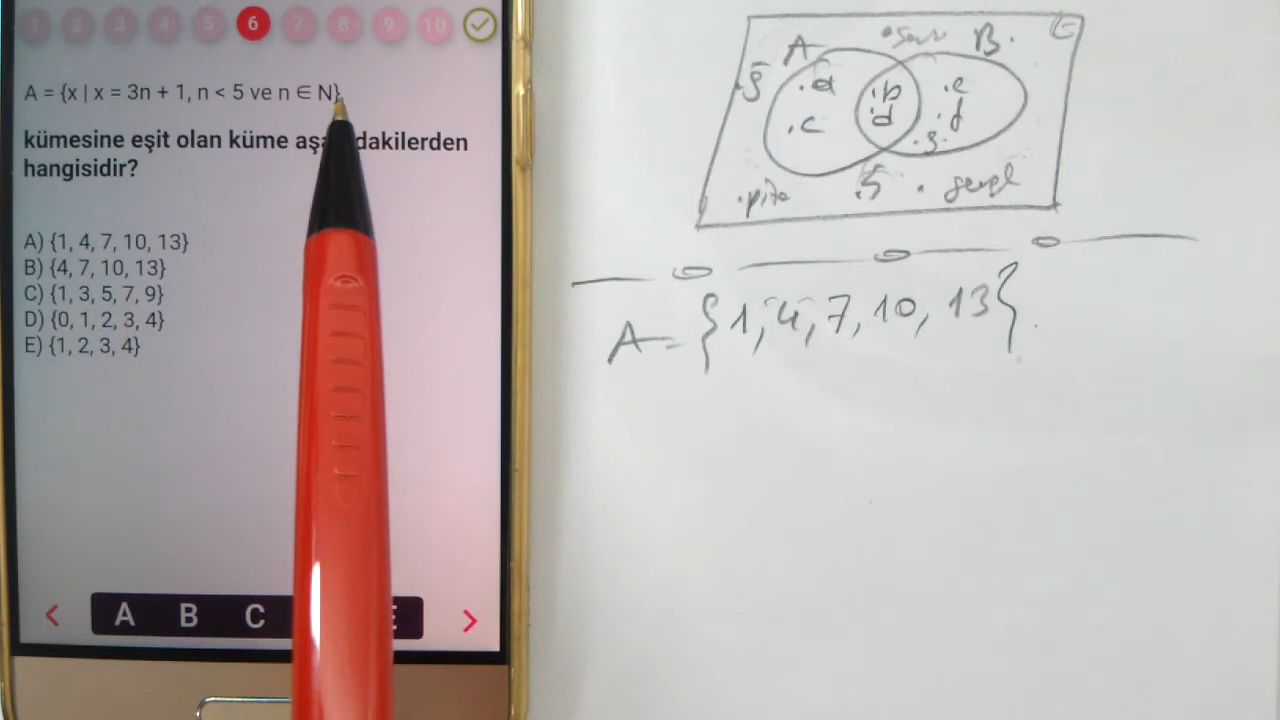 1 2 3 4 5 6 7 8 9 10
A = {x | x = 3n + 1, n < 5 ve n ∈ N}
kümesine eşit olan küme dakilerden
hangisidir?
A) {1, 4, 7, 10, 13}
B) {4, 7, 10, 13}
C) {1, 3, 5, 7, 9}
D) {0, 1, 2, 3, 4}
E) {1, 2, 3, 4}
< A B C E >
E
A B
a b e
c d f
A = {1, 4, 7, 10, 13}